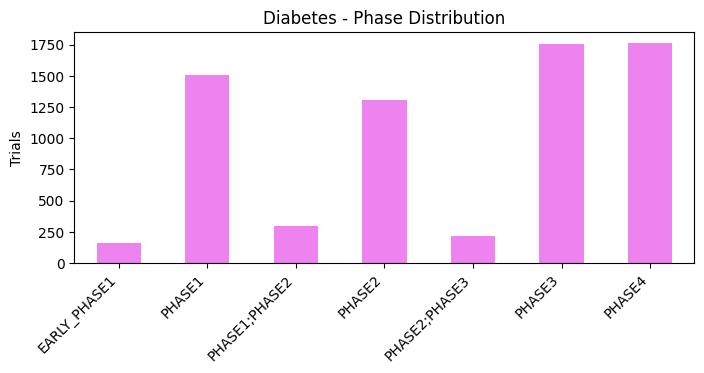 Diabetes - Phase Distribution
Trials
1750
1500
1250
1000
750
500
250
0
EARLY_PHASE1
PHASE1
PHASE1;PHASE2
PHASE2
PHASE2;PHASE3
PHASE3
PHASE4